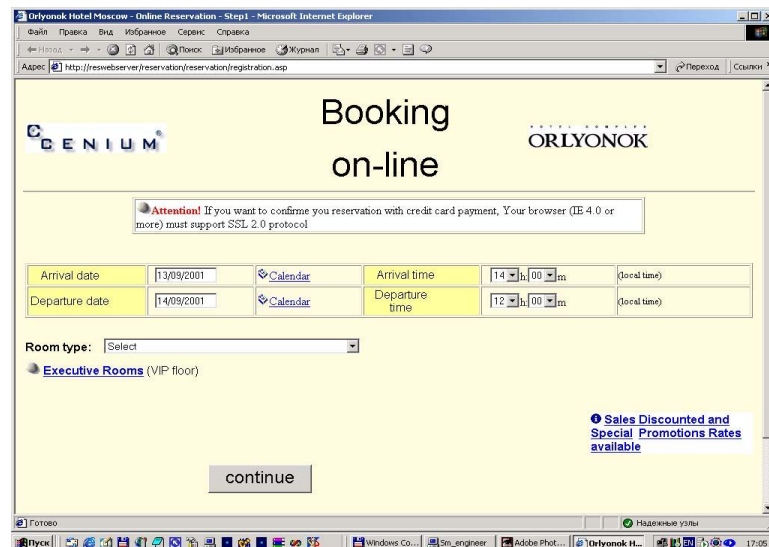 Orlyonok Hotel Moscow - Online Reservation - Step1 - Microsoft Internet Explorer
Файл Правка Вид Избранное Сервис Справка
Назад Поиск Избранное Журнал
Адрес http://reswebserver/reservation/reservation/registration.asp Переход Ссылки
CENIUM®
Booking
on-line
HOTEL COMPLEX
ORLYONOK
Attention! If you want to confirme you reservation with credit card payment, Your browser (IE 4.0 or
more) must support SSL 2.0 protocol
Arrival date 13/09/2001 Calendar Arrival time 14 h: 00 m (local time)
Departure date 14/09/2001 Calendar Departure time 12 h: 00 m (local time)
Room type: Select
Executive Rooms (VIP floor)
Sales Discounted and
Special Promotions Rates
available
continue
Готово Надежные узлы
Пуск Windows Co... Sm_engineer Adobe Phot... Orlyonok H... EN 17:05